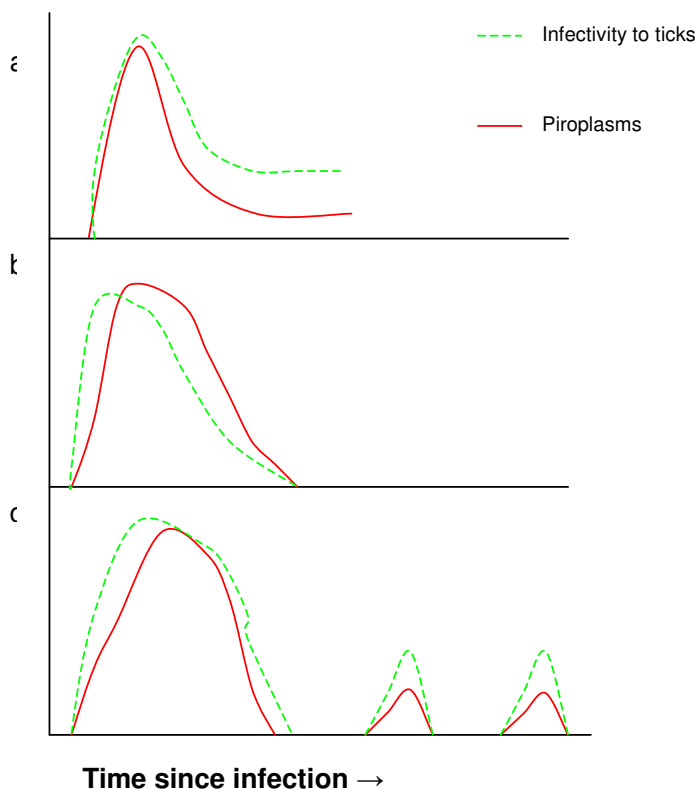 Infectivity to ticks
a
Piroplasms
b
Time since infection →